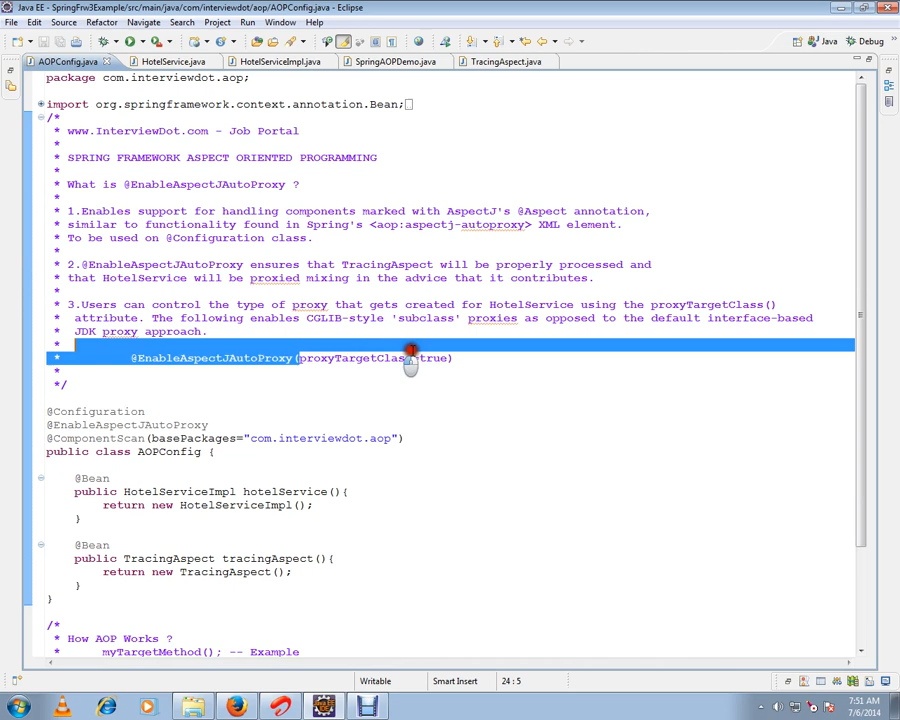 Java EE - SpringFrw3Example/src/main/java/com/interviewdot/aop/AOPConfig.java - Eclipse
File Edit Source Refactor Navigate Search Project Run Window Help
Java Debug
AOPConfig.java HotelService.java HotelServiceImpl.java SpringAOPDemo.java TracingAspect.java
package com.interviewdot.aop;
import org.springframework.context.annotation.Bean;
/*
* www.InterviewDot.com - Job Portal
*
* SPRING FRAMEWORK ASPECT ORIENTED PROGRAMMING
*
* What is @EnableAspectJAutoProxy ?
*
* 1.Enables support for handling components marked with AspectJ's @Aspect annotation,
* similar to functionality found in Spring's <aop:aspectj-autoproxy> XML element.
* To be used on @Configuration class.
*
* 2.@EnableAspectJAutoProxy ensures that TracingAspect will be properly processed and
* that HotelService will be proxied mixing in the advice that it contributes.
*
* 3.Users can control the type of proxy that gets created for HotelService using the proxyTargetClass()
* attribute. The following enables CGLIB-style 'subclass' proxies as opposed to the default interface-based
* JDK proxy approach.
*
* @EnableAspectJAutoProxy(proxyTargetClass=true)
*
*/
@Configuration
@EnableAspectJAutoProxy
@ComponentScan(basePackages="com.interviewdot.aop")
public class AOPConfig {
@Bean
public HotelServiceImpl hotelService(){
return new HotelServiceImpl();
}
@Bean
public TracingAspect tracingAspect(){
return new TracingAspect();
}
}
/*
* How AOP Works ?
* myTargetMethod(); -- Example
Writable Smart Insert 24 : 5
7:51 AM
7/6/2014